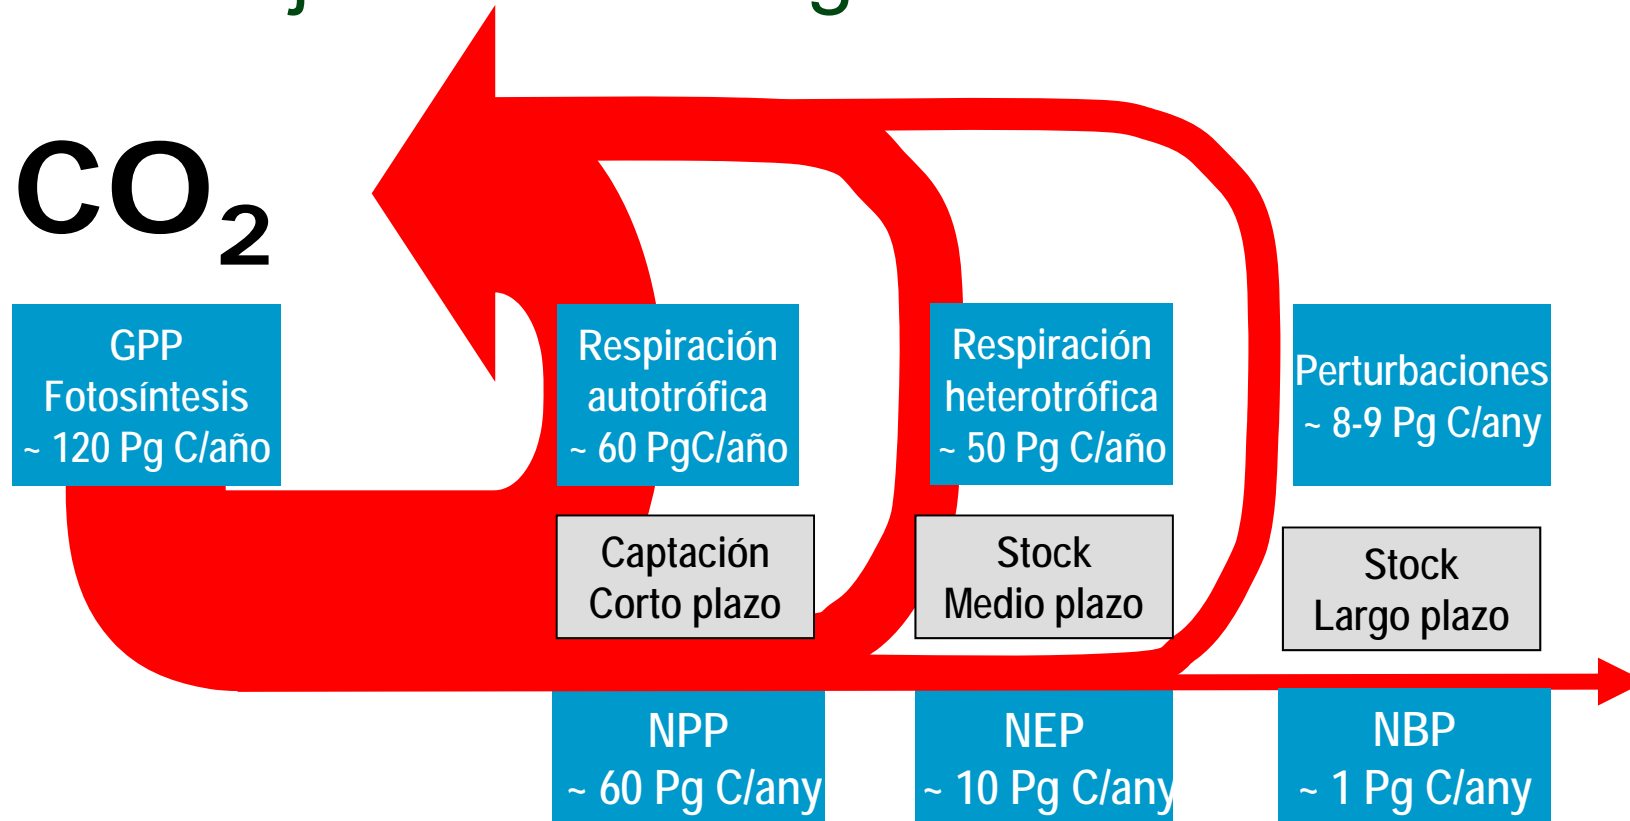 CO₂
GPP
Fotosíntesis
~ 120 Pg C/año
Respiración
autotrófica
~ 60 PgC/año
Respiración
heterotrófica
~ 50 Pg C/año
Perturbaciones
~ 8-9 Pg C/any
Captación
Corto plazo
Stock
Medio plazo
Stock
Largo plazo
NPP
~ 60 Pg C/any
NEP
~ 10 Pg C/any
NBP
~ 1 Pg C/any